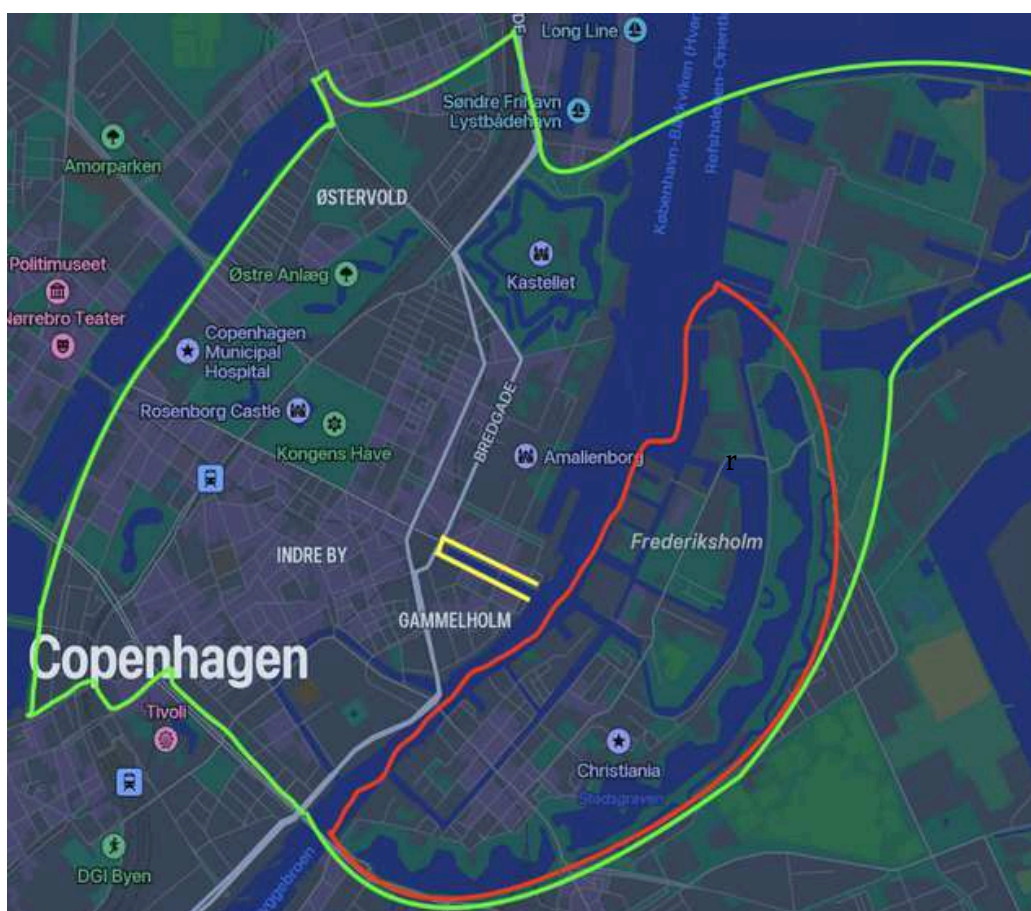 Long Line
Søndre Frihavn
Lystbådehavn
Amorparken
ØSTERVOLD
Politimuseet
Østre Anlæg
Kastellet
Nørrebro Teater
Copenhagen
Municipal
Hospital
Rosenborg Castle
Kongens Have
BREDGADE
Amalienborg
r
Frederiksholm
INDRE BY
GAMMELHOLM
Copenhagen
Tivoli
Christiania
Stadsgraven
DGI Byen
yggebroen